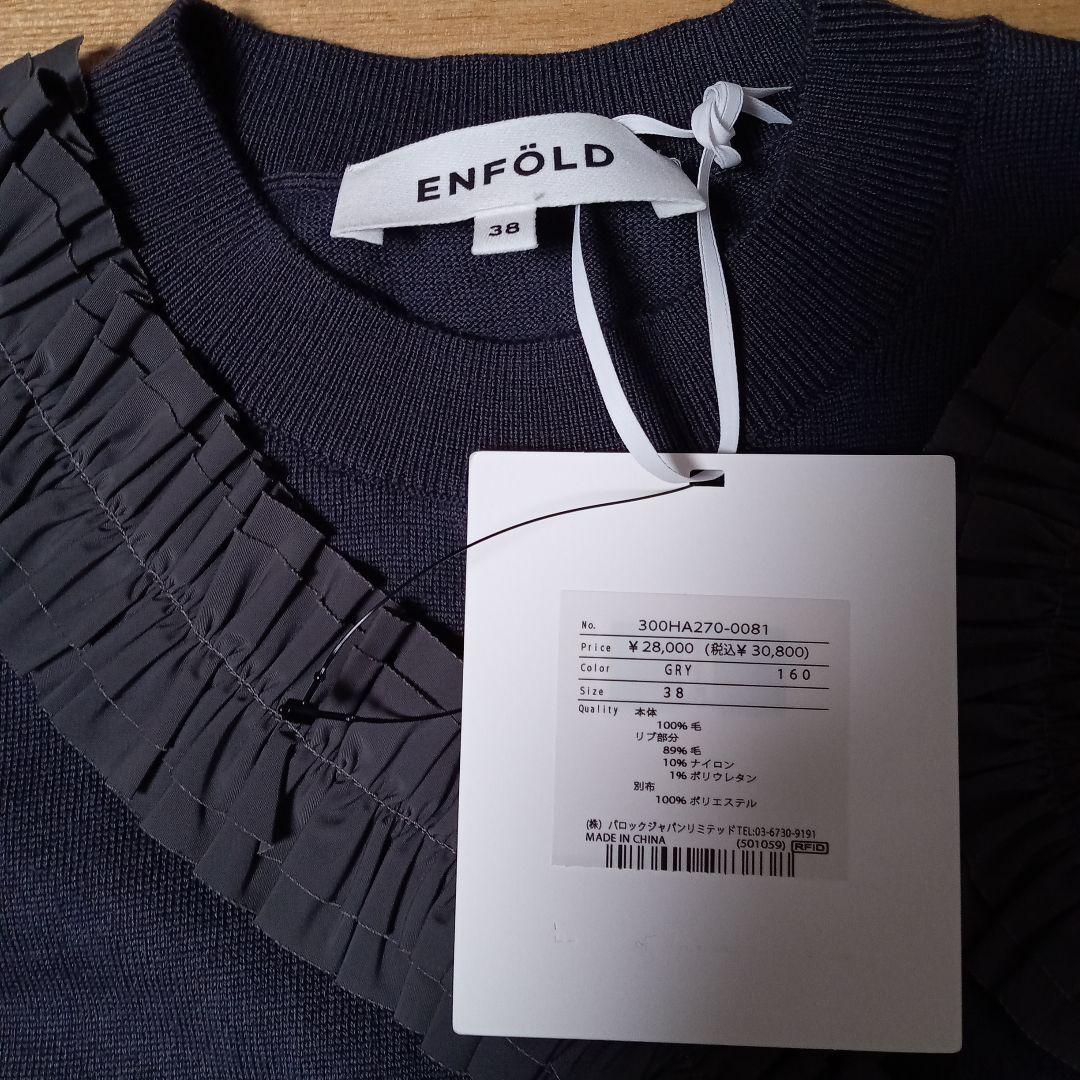 ENFÖLD
38
No. 300HA270-0081
Price ¥28,000 (税込¥30,800)
Color GRY 160
Size 38
Quality 本体
100% 毛
リブ部分
89% 毛
10% ナイロン
1% ポリウレタン
別布
100% ポリエステル
(株) バロックジャパンリミテッドTEL:03-6730-9191
MADE IN CHINA (501059) RFID